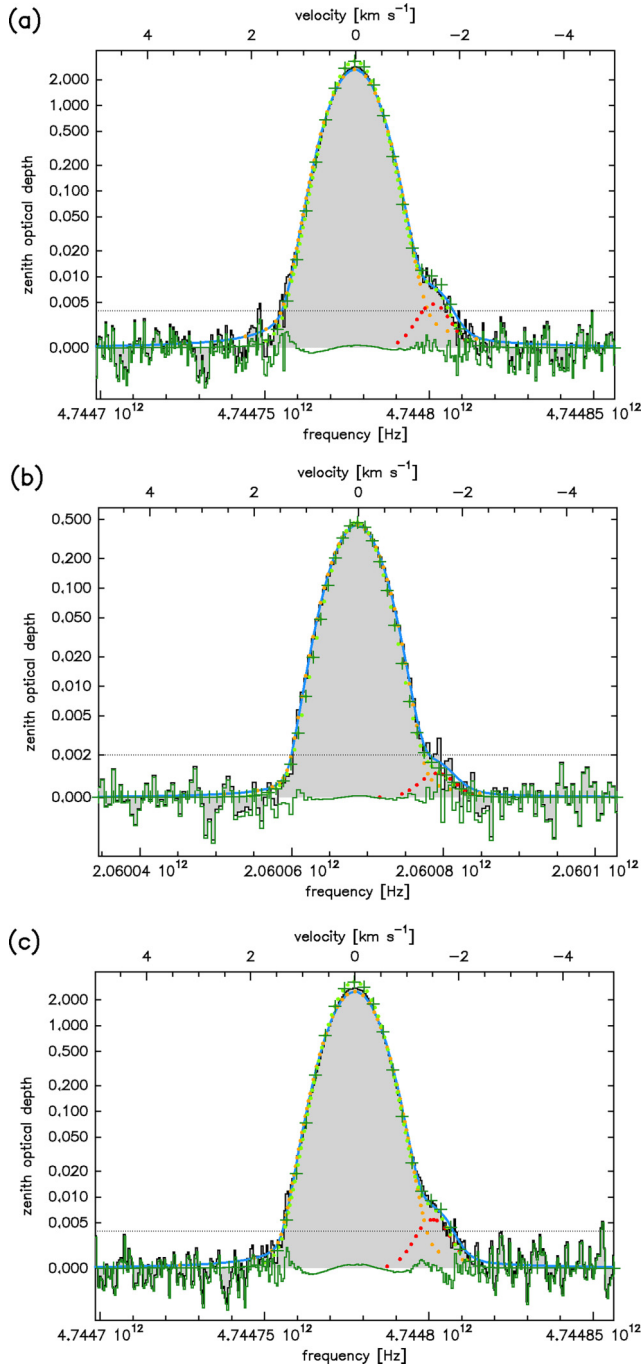 (a)
velocity [km s⁻¹]
4 2 0 -2 -4
2.000
1.000
0.500
0.200
0.100
0.050
0.020
0.010
0.005
0.000
zenith optical depth
4.7447 10¹² 4.74475 10¹² 4.7448 10¹² 4.74485 10¹²
frequency [Hz]
(b)
velocity [km s⁻¹]
4 2 0 -2 -4
0.500
0.200
0.100
0.050
0.020
0.010
0.005
0.002
0.000
zenith optical depth
2.06004 10¹² 2.06006 10¹² 2.06008 10¹² 2.0601 10¹²
frequency [Hz]
(c)
velocity [km s⁻¹]
4 2 0 -2 -4
2.000
1.000
0.500
0.200
0.100
0.050
0.020
0.010
0.005
0.000
zenith optical depth
4.7447 10¹² 4.74475 10¹² 4.7448 10¹² 4.74485 10¹²
frequency [Hz]